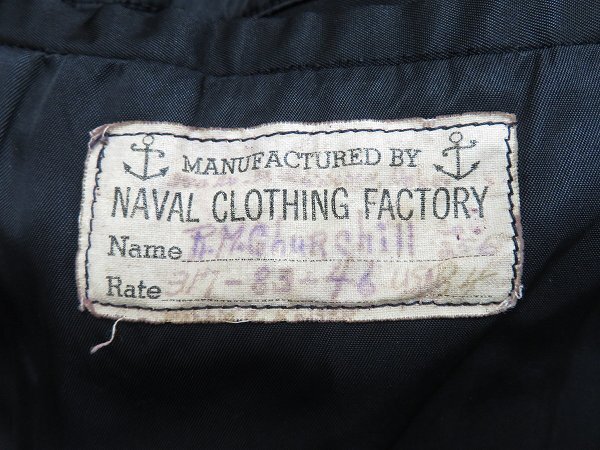 MANUFACTURED BY
NAVAL CLOTHING FACTORY
Name R.M.Churchill
Rate 317-83-46